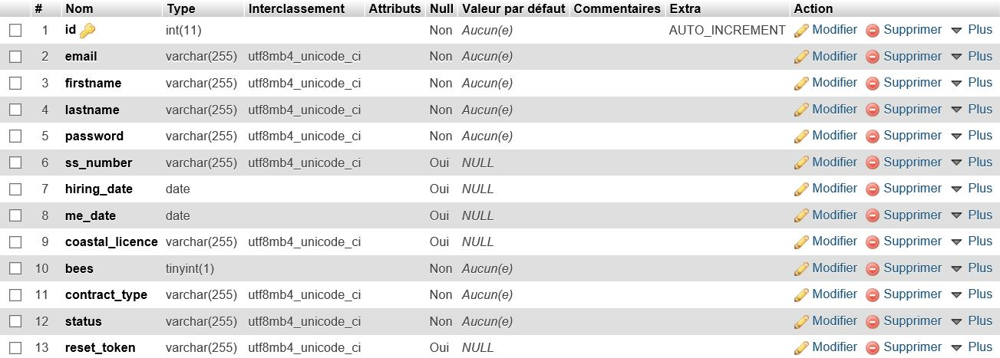 # Nom Type Interclassement Attributs Null Valeur par défaut Commentaires Extra Action
1 id int(11) Non Aucun(e) AUTO_INCREMENT Modifier Supprimer Plus
2 email varchar(255) utf8mb4_unicode_ci Non Aucun(e) Modifier Supprimer Plus
3 firstname varchar(255) utf8mb4_unicode_ci Non Aucun(e) Modifier Supprimer Plus
4 lastname varchar(255) utf8mb4_unicode_ci Non Aucun(e) Modifier Supprimer Plus
5 password varchar(255) utf8mb4_unicode_ci Non Aucun(e) Modifier Supprimer Plus
6 ss_number varchar(255) utf8mb4_unicode_ci Oui NULL Modifier Supprimer Plus
7 hiring_date date Oui NULL Modifier Supprimer Plus
8 me_date date Oui NULL Modifier Supprimer Plus
9 coastal_licence varchar(255) utf8mb4_unicode_ci Oui NULL Modifier Supprimer Plus
10 bees tinyint(1) Non Aucun(e) Modifier Supprimer Plus
11 contract_type varchar(255) utf8mb4_unicode_ci Non Aucun(e) Modifier Supprimer Plus
12 status varchar(255) utf8mb4_unicode_ci Non Aucun(e) Modifier Supprimer Plus
13 reset_token varchar(255) utf8mb4_unicode_ci Oui NULL Modifier Supprimer Plus